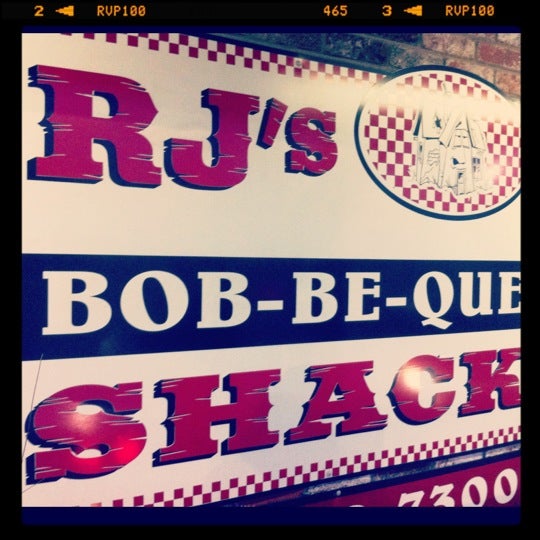 2 RVP100 465 3 RVP100
RJ'S
BOB-BE-QUE
SHACK
7300